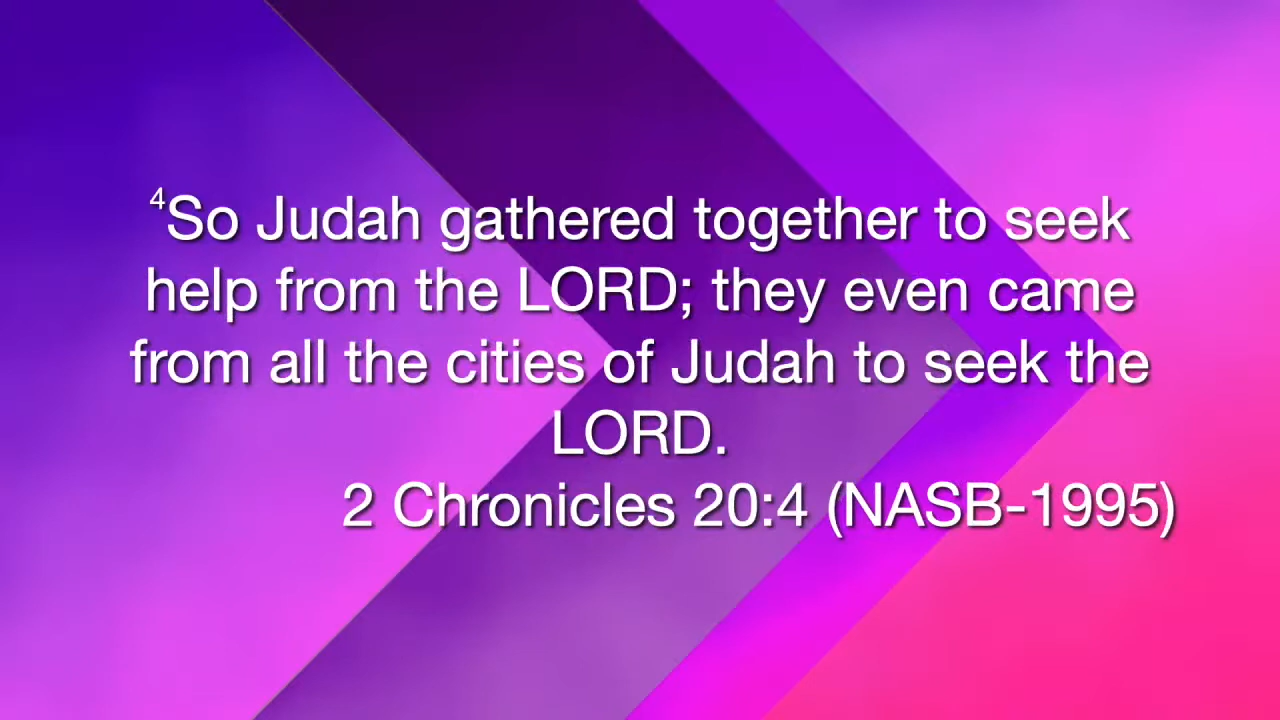 ⁴So Judah gathered together to seek
help from the LORD; they even came
from all the cities of Judah to seek the
LORD.
2 Chronicles 20:4 (NASB-1995)